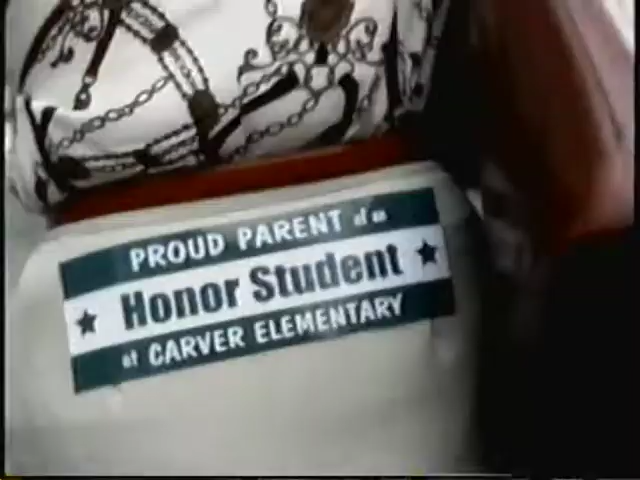 PROUD PARENT of an
Honor Student
at CARVER ELEMENTARY